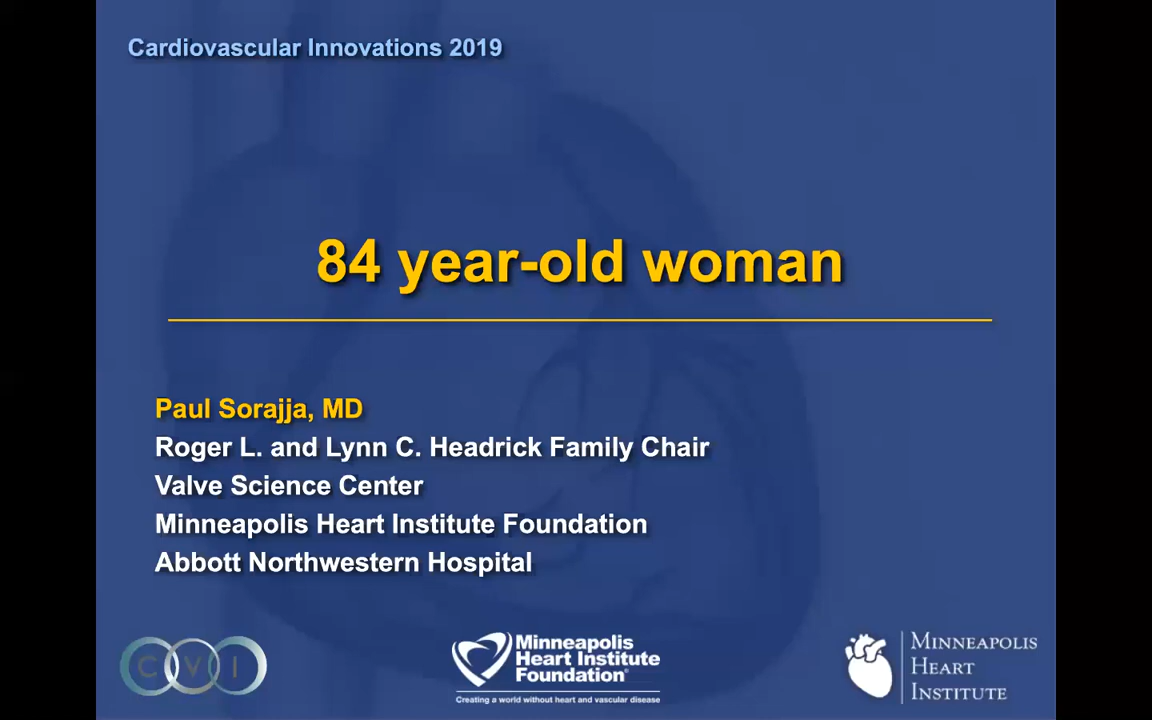 Cardiovascular Innovations 2019
84 year-old woman
Paul Sorajja, MD
Roger L. and Lynn C. Headrick Family Chair
Valve Science Center
Minneapolis Heart Institute Foundation
Abbott Northwestern Hospital
CVI
Minneapolis
Heart Institute
Foundation®
Creating a world without heart and vascular disease
MINNEAPOLIS
HEART
INSTITUTE